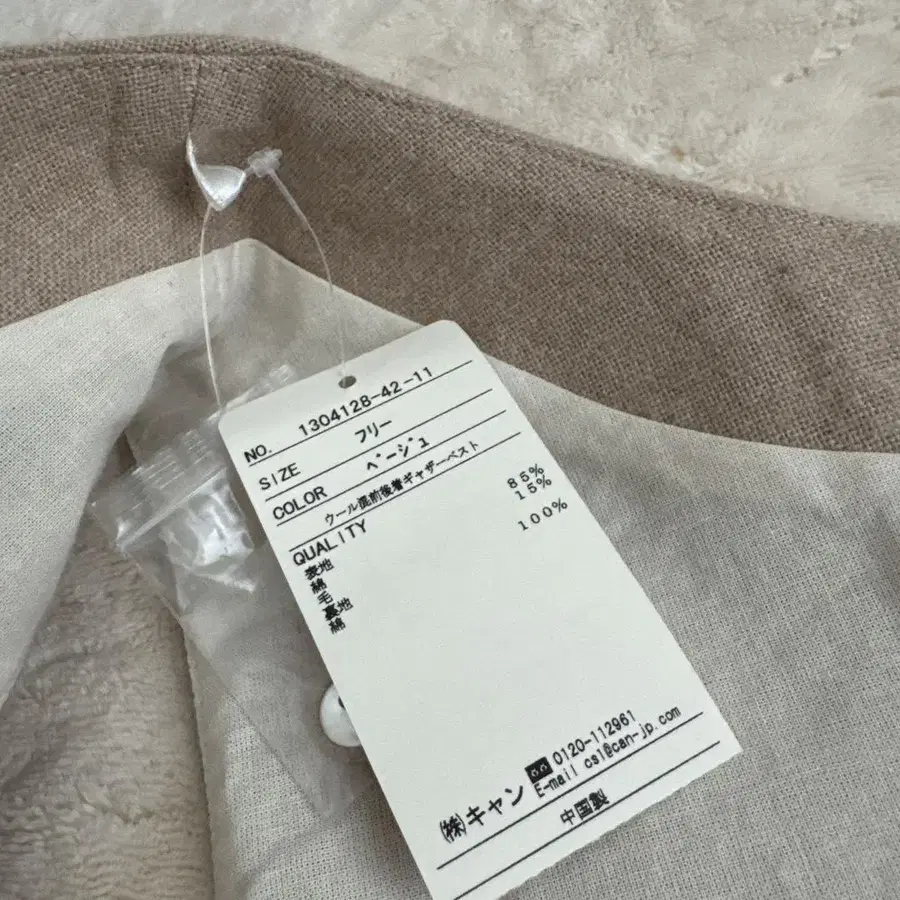 NO. 1304128-42-11
SIZE フリー
COLOR ベージュ
ウール混前後着ギャザーベスト
QUALITY
表地
綿 85%
毛 15%
裏地
綿 100%
㈱キャン 0120-112961
E-mail cs1@can-jp.com
中国製